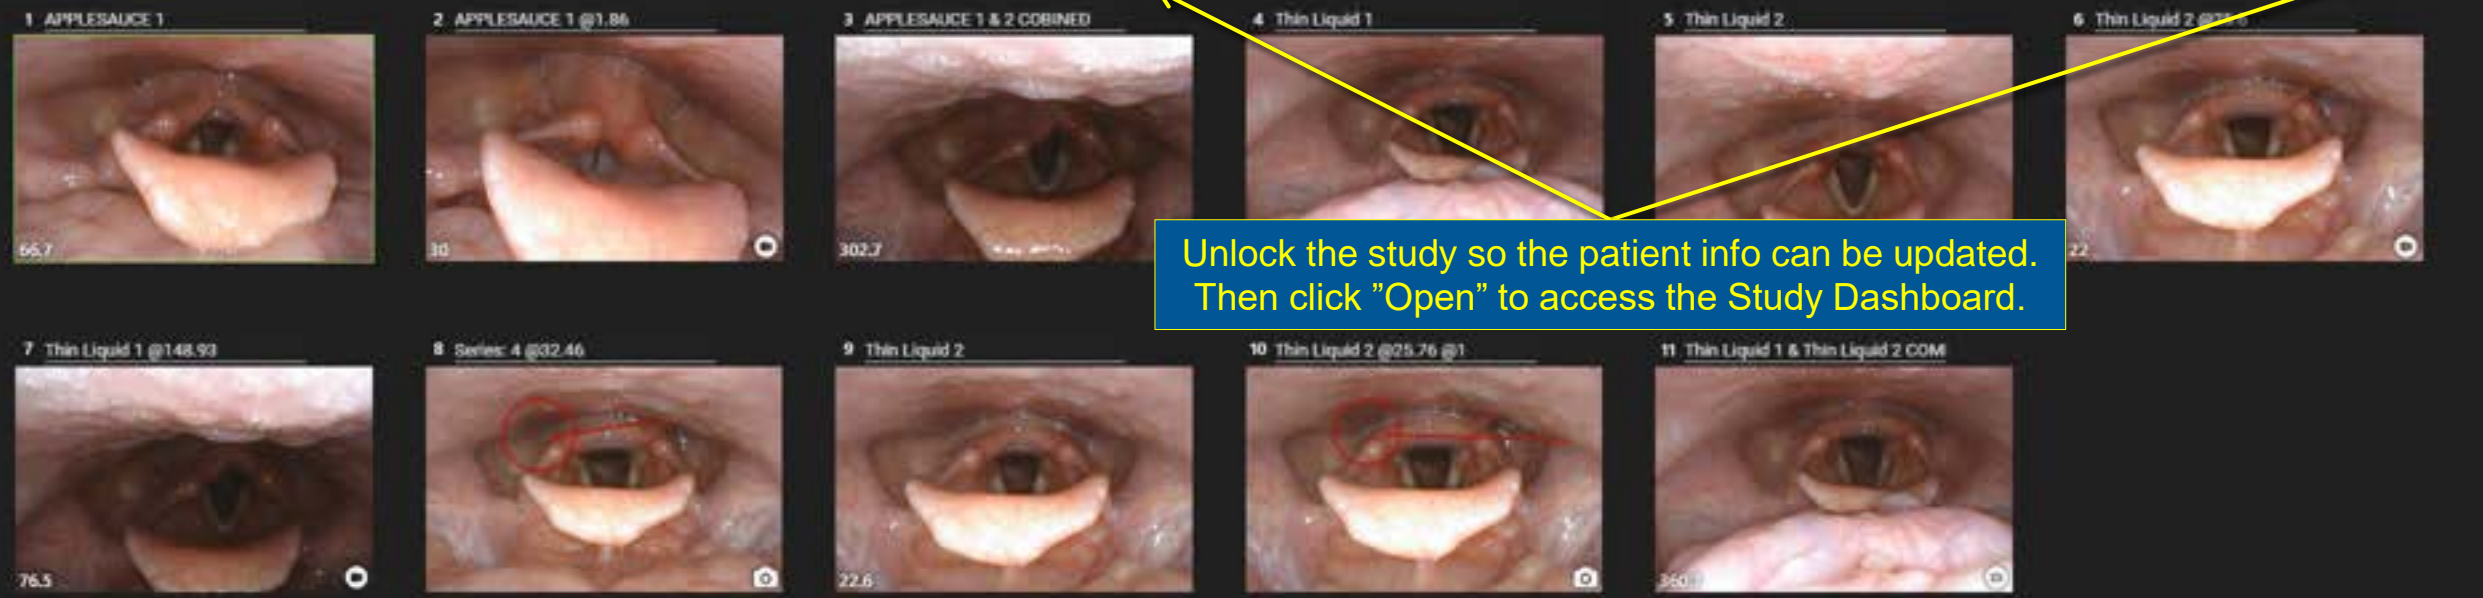 1 APPLESAUCE 1
2 APPLESAUCE 1 @1.86
3 APPLESAUCE 1 & 2 COBINED
4 Thin Liquid 1
5 Thin Liquid 2
6 Thin Liquid 2
66.7
30
302.7
22
Unlock the study so the patient info can be updated.
Then click ”Open” to access the Study Dashboard.
7 Thin Liquid 1 @148.93
8 Series: 4 @32.46
9 Thin Liquid 2
10 Thin Liquid 2 @25.76 @1
11 Thin Liquid 1 & Thin Liquid 2 COM
76.5
22.6